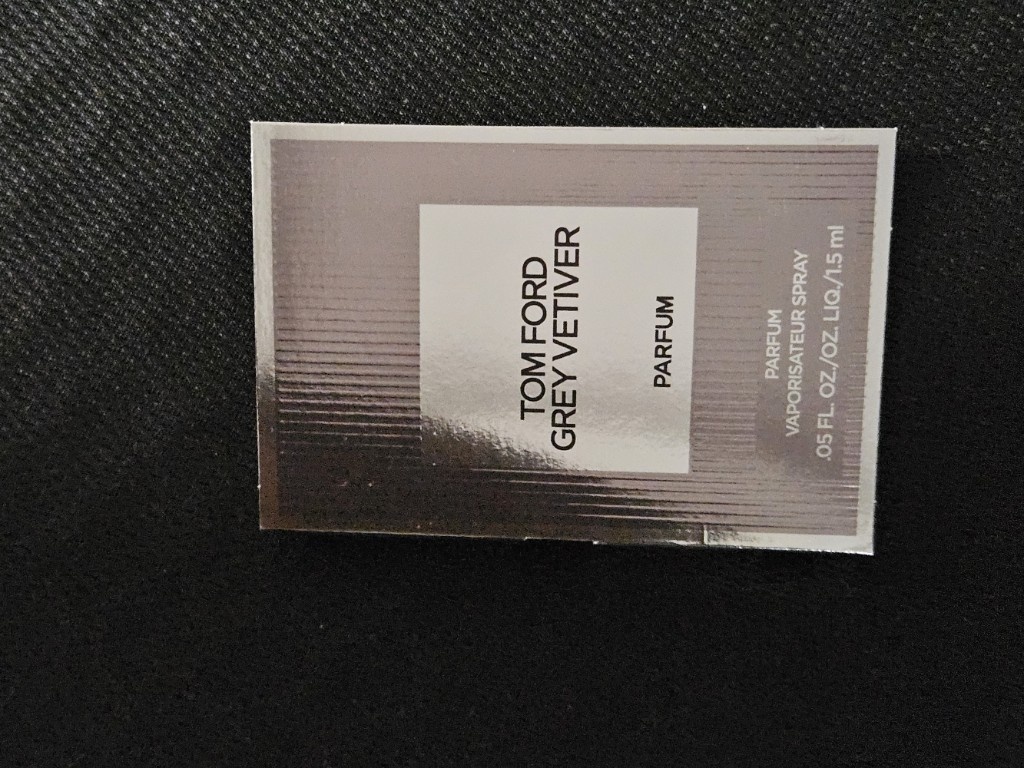 TOM FORD
GREY VETIVER
PARFUM
PARFUM
VAPORISATEUR SPRAY
.05 FL. OZ./OZ. LIQ./1.5 ml